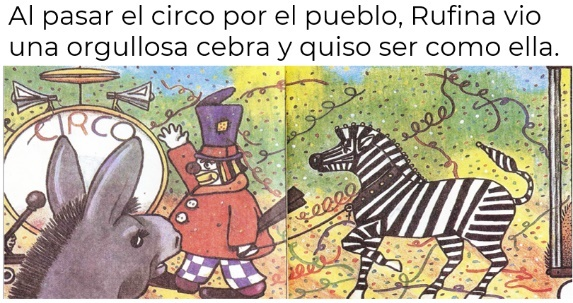 Al pasar el circo por el pueblo, Rufina vio
una orgullosa cebra y quiso ser como ella.
CIRCO